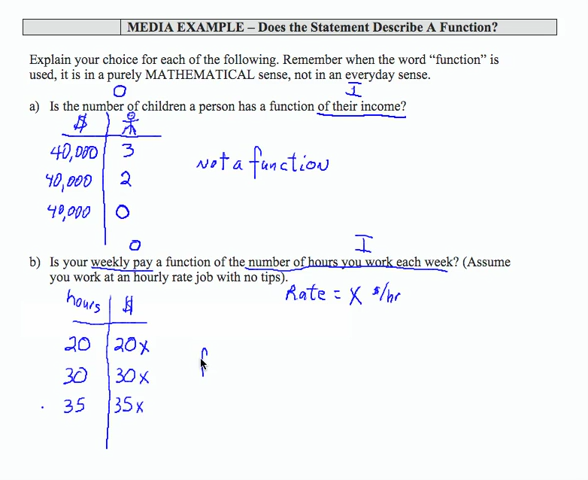 MEDIA EXAMPLE – Does the Statement Describe A Function?
Explain your choice for each of the following. Remember when the word “function” is
used, it is in a purely MATHEMATICAL sense, not in an everyday sense.
O I
a) Is the number of children a person has a function of their income?
$
40,000 3
40,000 2
40,000 0
Not a function
O I
b) Is your weekly pay a function of the number of hours you work each week? (Assume
you work at an hourly rate job with no tips).
Rate = X $/hr
hours $
20 20x
30 30x
35 35x
f